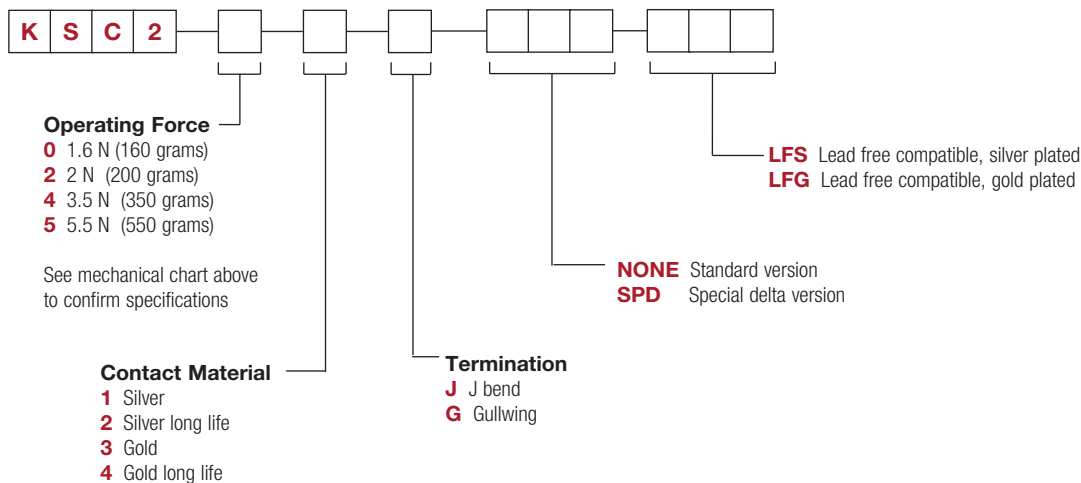 K S C 2
Operating Force
0 1.6 N (160 grams)
2 2 N (200 grams)
4 3.5 N (350 grams)
5 5.5 N (550 grams)
See mechanical chart above
to confirm specifications
Contact Material
1 Silver
2 Silver long life
3 Gold
4 Gold long life
Termination
J J bend
G Gullwing
NONE Standard version
SPD Special delta version
LFS Lead free compatible, silver plated
LFG Lead free compatible, gold plated